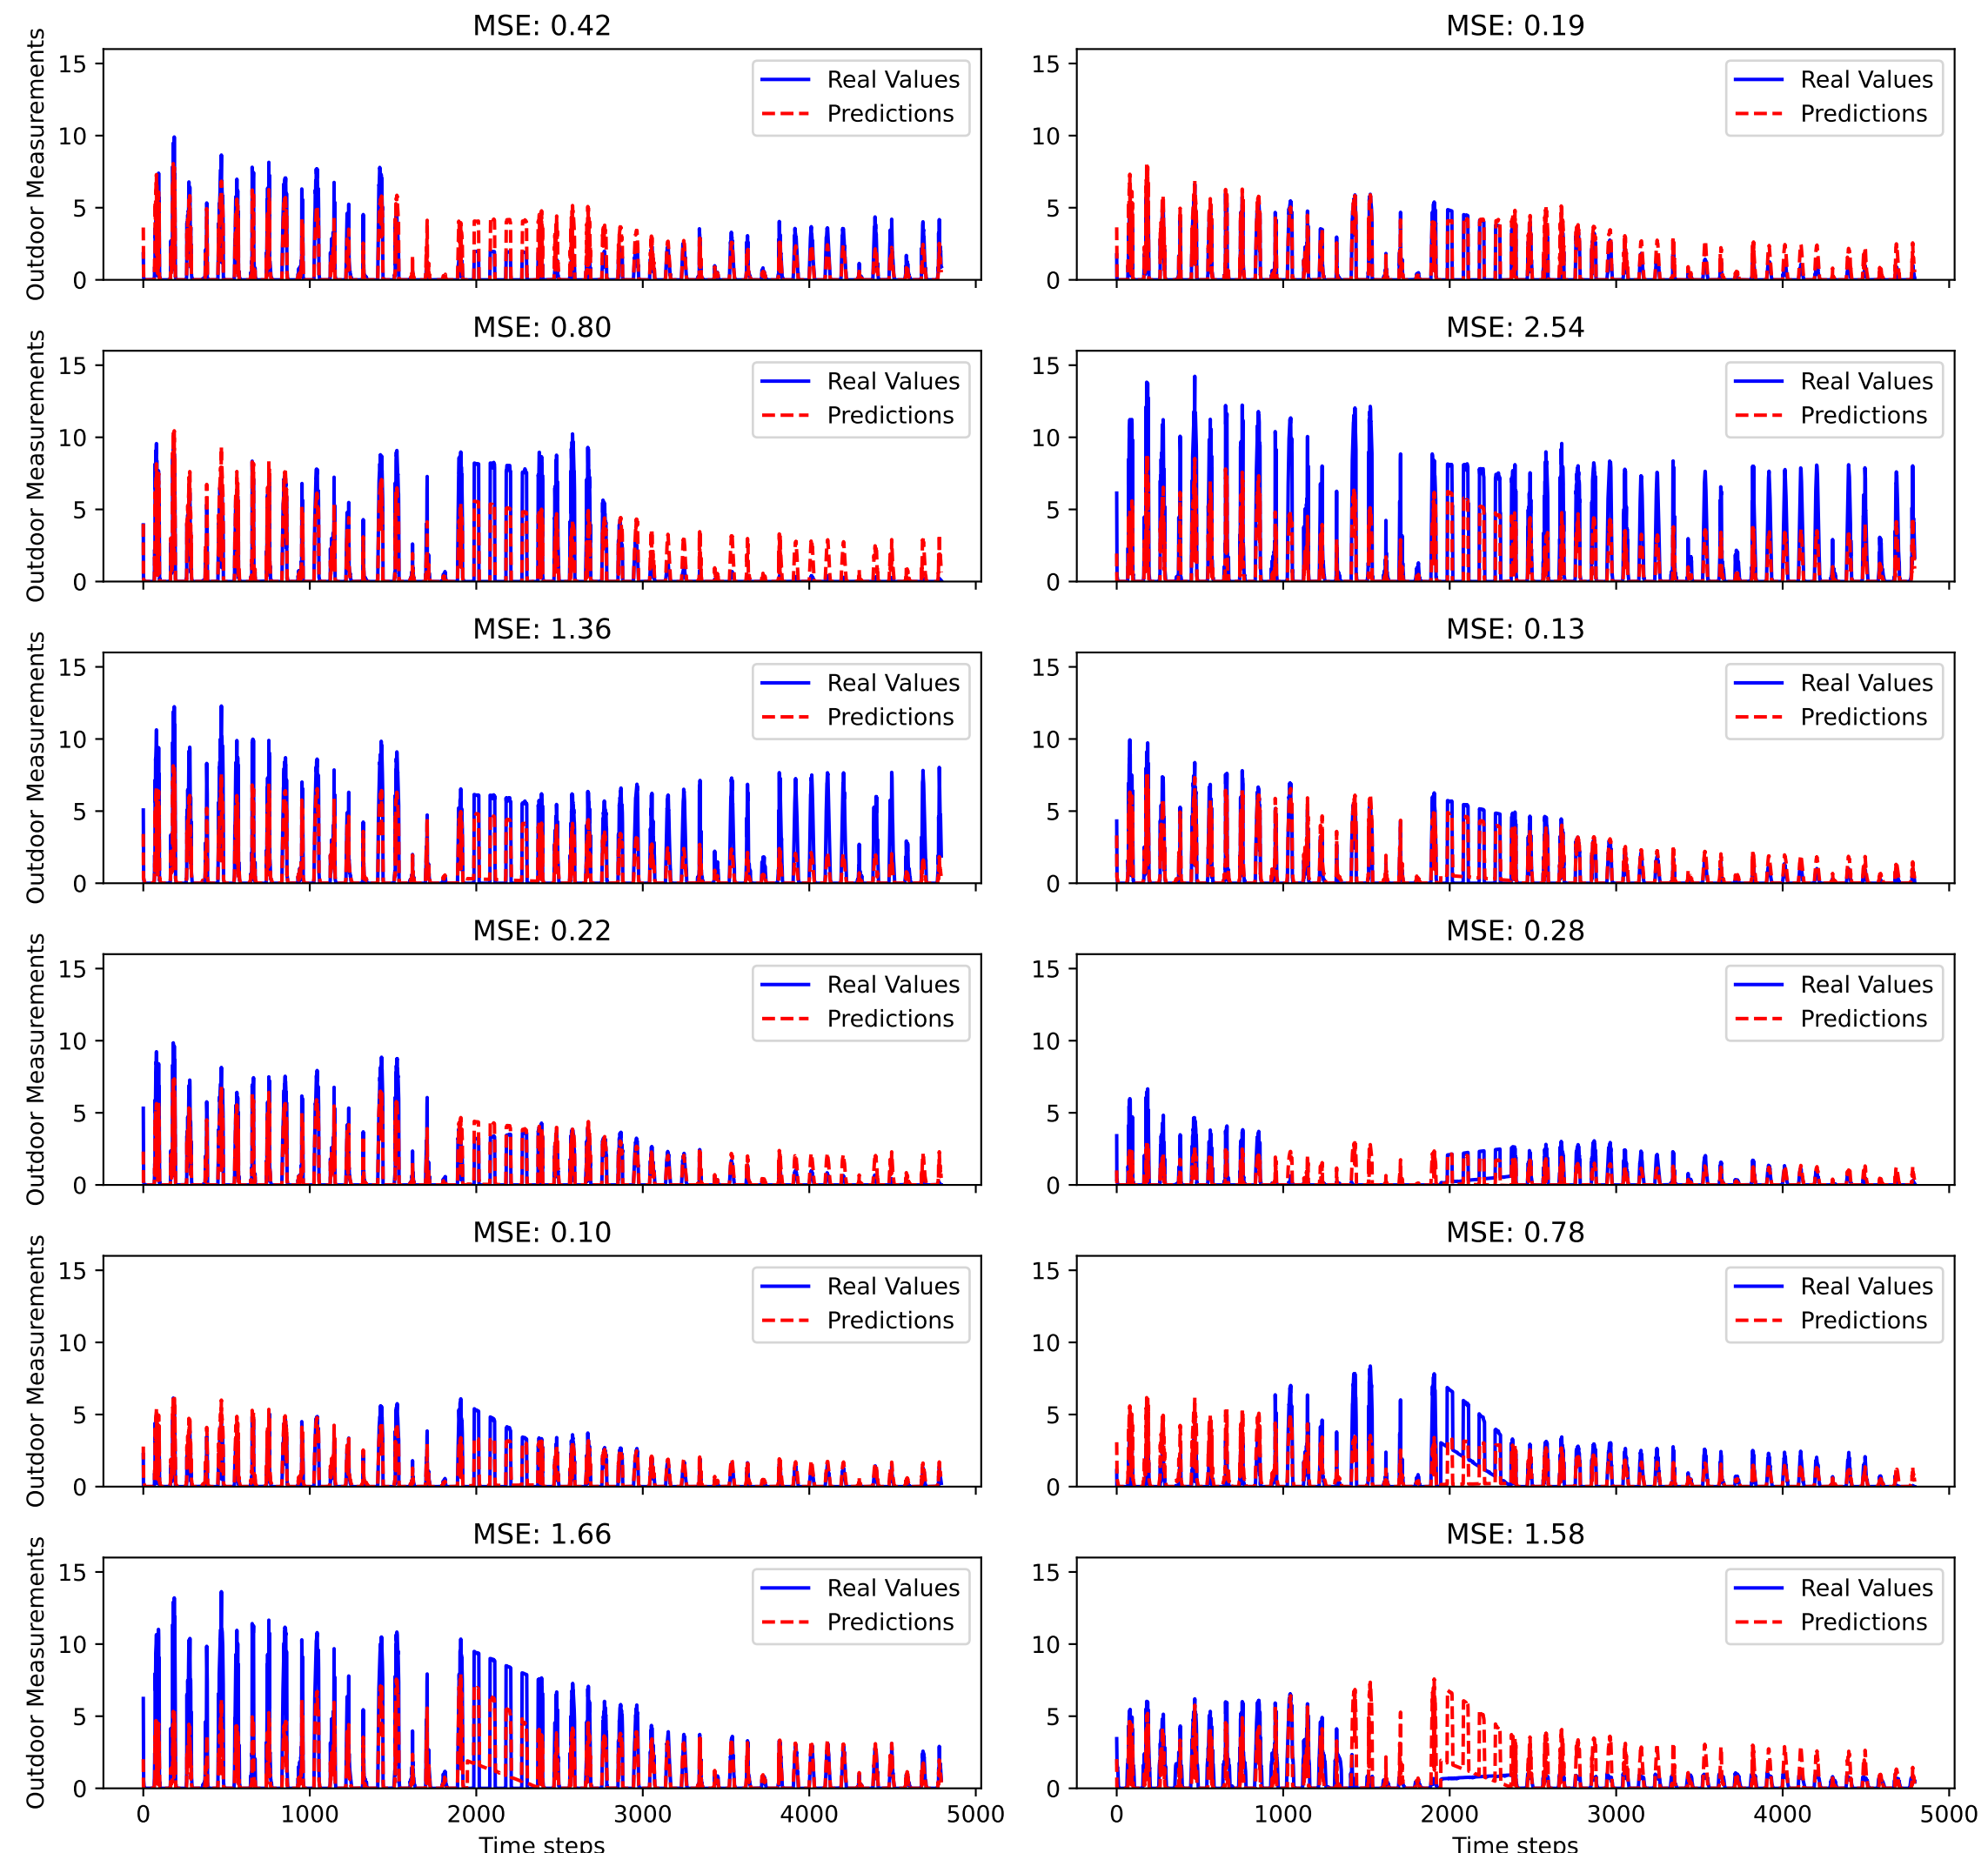 MSE: 0.42
MSE: 0.19
Outdoor Measurements
15
10
5
0
Real Values
Predictions
15
10
5
0
Real Values
Predictions
MSE: 0.80
MSE: 2.54
Outdoor Measurements
15
10
5
0
Real Values
Predictions
15
10
5
0
Real Values
Predictions
MSE: 1.36
MSE: 0.13
Outdoor Measurements
15
10
5
0
Real Values
Predictions
15
10
5
0
Real Values
Predictions
MSE: 0.22
MSE: 0.28
Outdoor Measurements
15
10
5
0
Real Values
Predictions
15
10
5
0
Real Values
Predictions
MSE: 0.10
MSE: 0.78
Outdoor Measurements
15
10
5
0
Real Values
Predictions
15
10
5
0
Real Values
Predictions
MSE: 1.66
MSE: 1.58
Outdoor Measurements
15
10
5
0
Real Values
Predictions
15
10
5
0
Real Values
Predictions
0 1000 2000 3000 4000 5000
0 1000 2000 3000 4000 5000
Time steps
Time steps